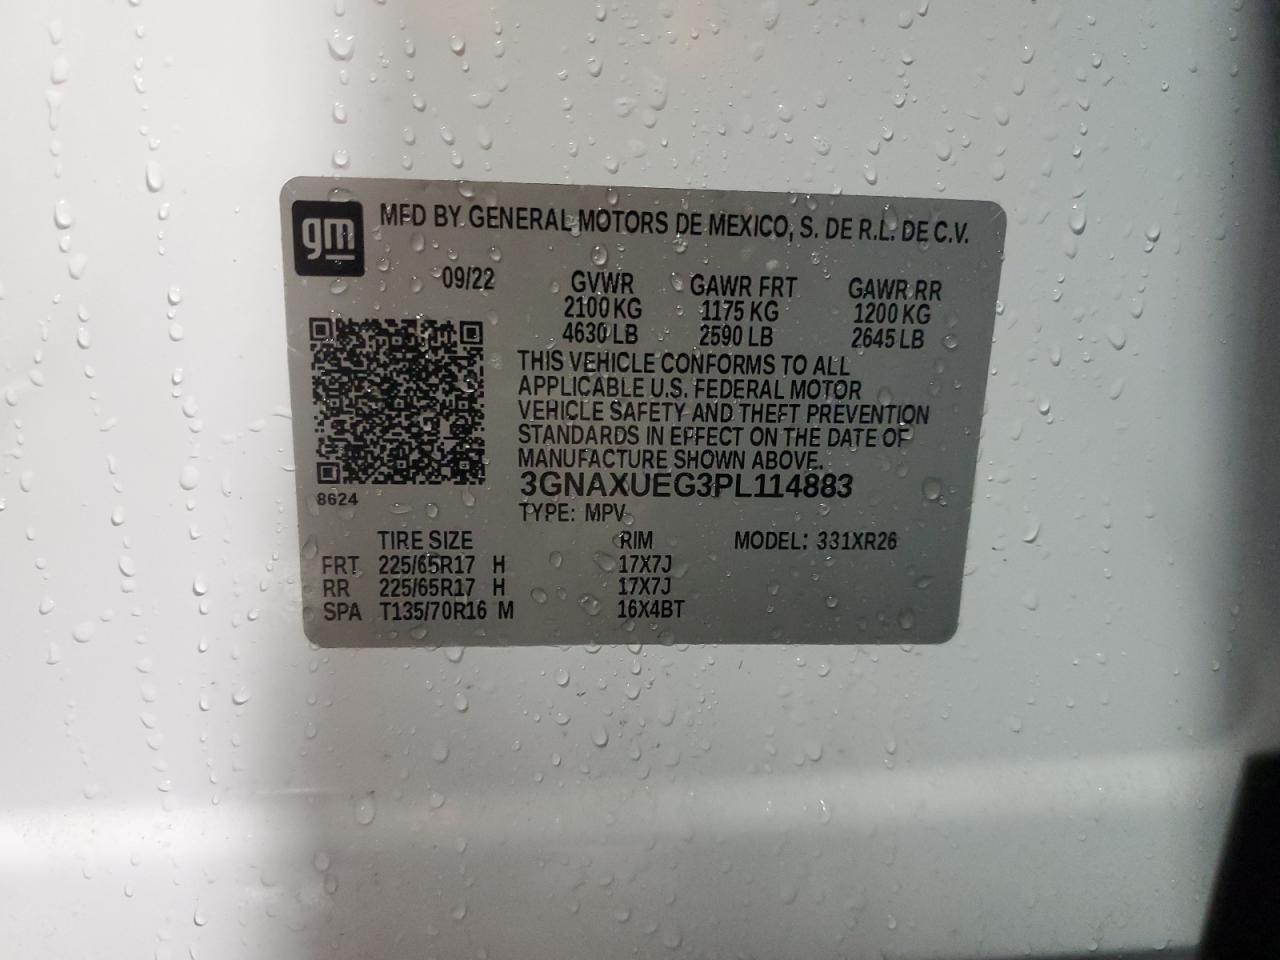 gm
MFD BY GENERAL MOTORS DE MEXICO, S. DE R.L. DE C.V.
09/22 GVWR GAWR FRT GAWR RR
2100 KG 1175 KG 1200 KG
4630 LB 2590 LB 2645 LB
THIS VEHICLE CONFORMS TO ALL
APPLICABLE U.S. FEDERAL MOTOR
VEHICLE SAFETY AND THEFT PREVENTION
STANDARDS IN EFFECT ON THE DATE OF
MANUFACTURE SHOWN ABOVE.
3GNAXUEG3PL114883
8624
TYPE: MPV
TIRE SIZE RIM MODEL: 331XR26
FRT 225/65R17 H 17X7J
RR 225/65R17 H 17X7J
SPA T135/70R16 M 16X4BT